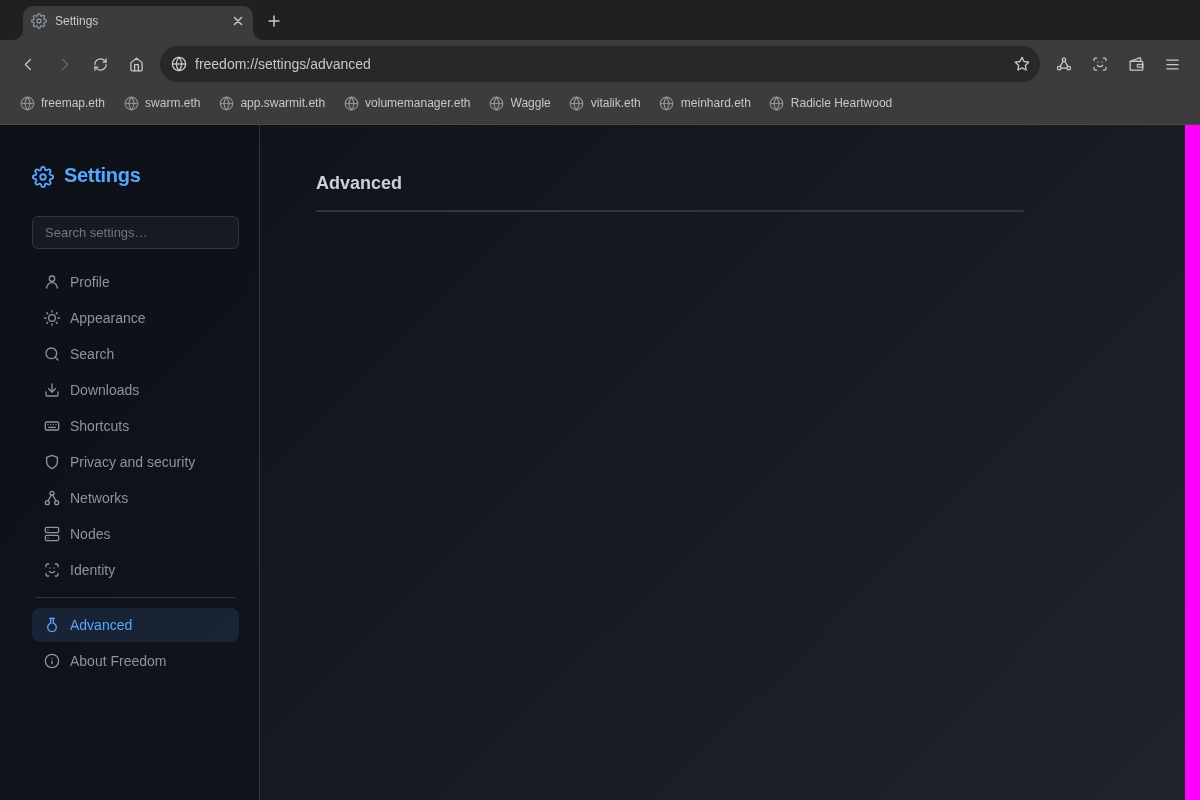 Settings
freedom://settings/advanced
freemap.eth swarm.eth app.swarmit.eth volumemanager.eth Waggle vitalik.eth meinhard.eth Radicle Heartwood
Settings
Search settings…
Profile
Appearance
Search
Downloads
Shortcuts
Privacy and security
Networks
Nodes
Identity
Advanced
About Freedom
Advanced